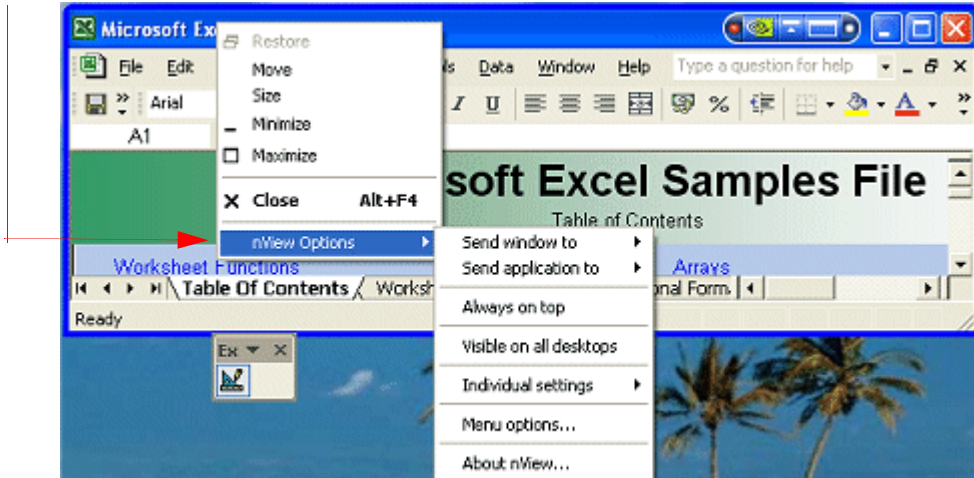 Microsoft Ex
File Edit ls Data Window Help Type a question for help
Arial I U %  A
A1
Restore
Move
Size
Minimize
Maximize
Close Alt+F4
nView Options
soft Excel Samples File
Table of Contents
Worksheet Functions
Arrays
Table Of Contents Worksh
onal Form
Ready
Send window to
Send application to
Always on top
Visible on all desktops
Individual settings
Menu options...
About nView...
Ex